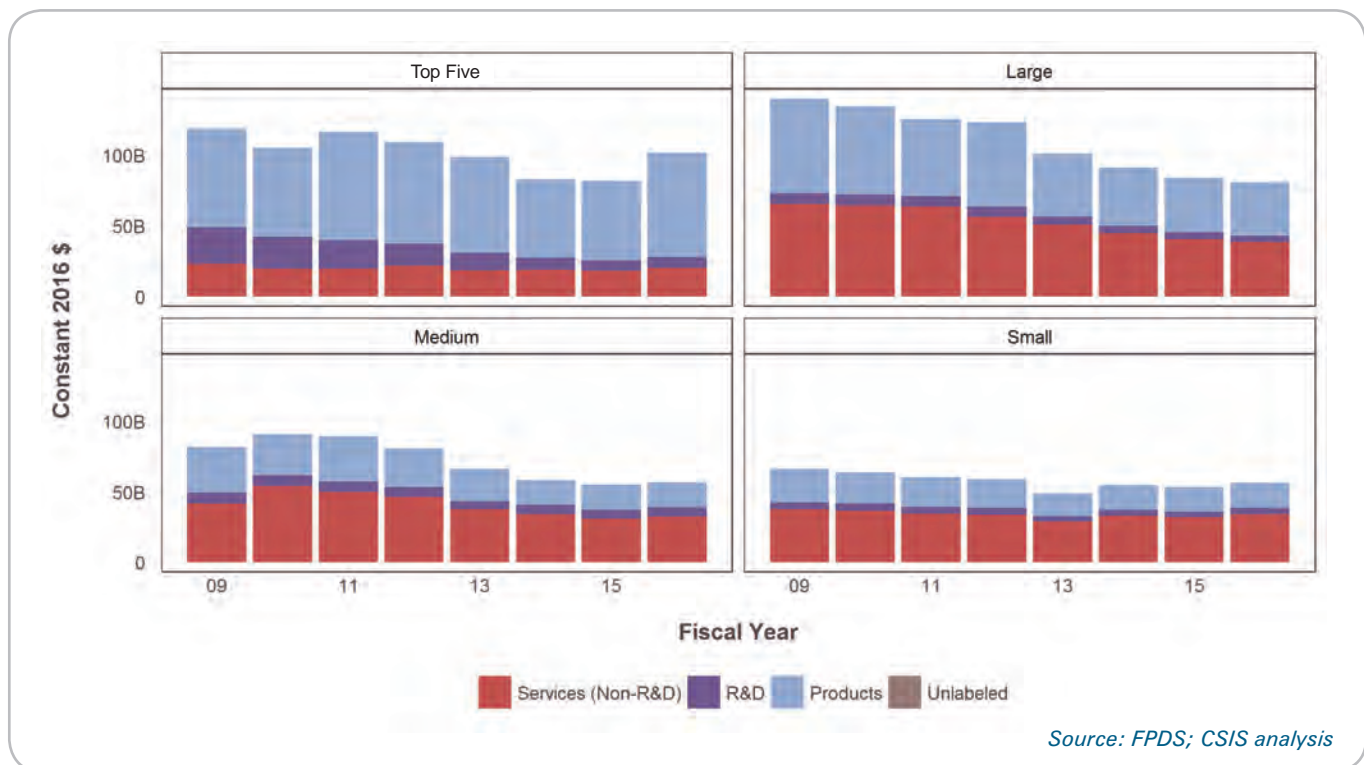 Top Five
Large
100B
50B
0
Medium
Small
100B
50B
0
09 11 13 15
09 11 13 15
Constant 2016 $
Fiscal Year
Services (Non-R&D) R&D Products Unlabeled
Source: FPDS; CSIS analysis